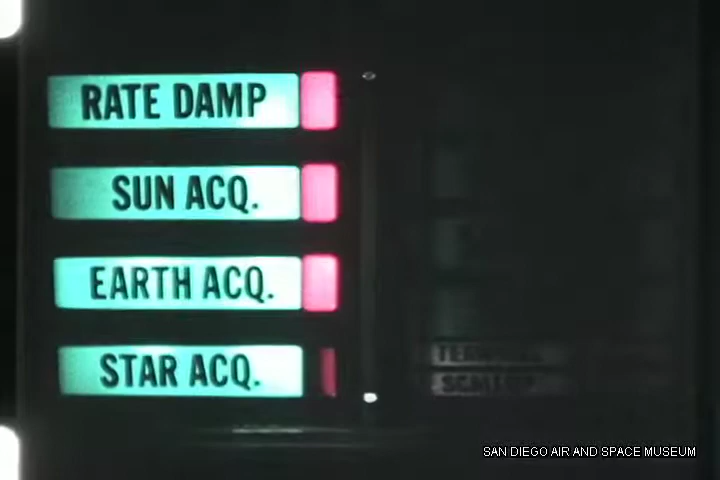 RATE DAMP
SUN ACQ.
EARTH ACQ.
STAR ACQ.
SAN DIEGO AIR AND SPACE MUSEUM